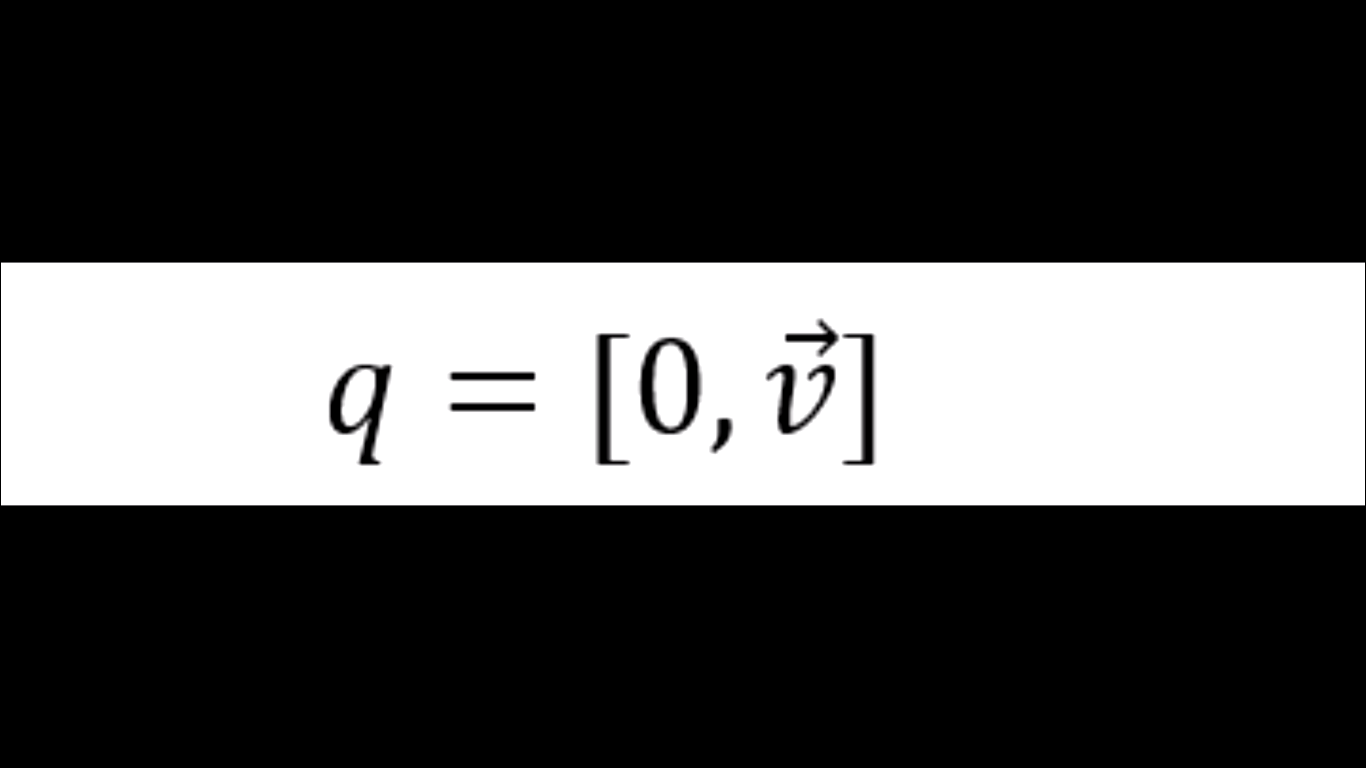 q = [0, v⃗]